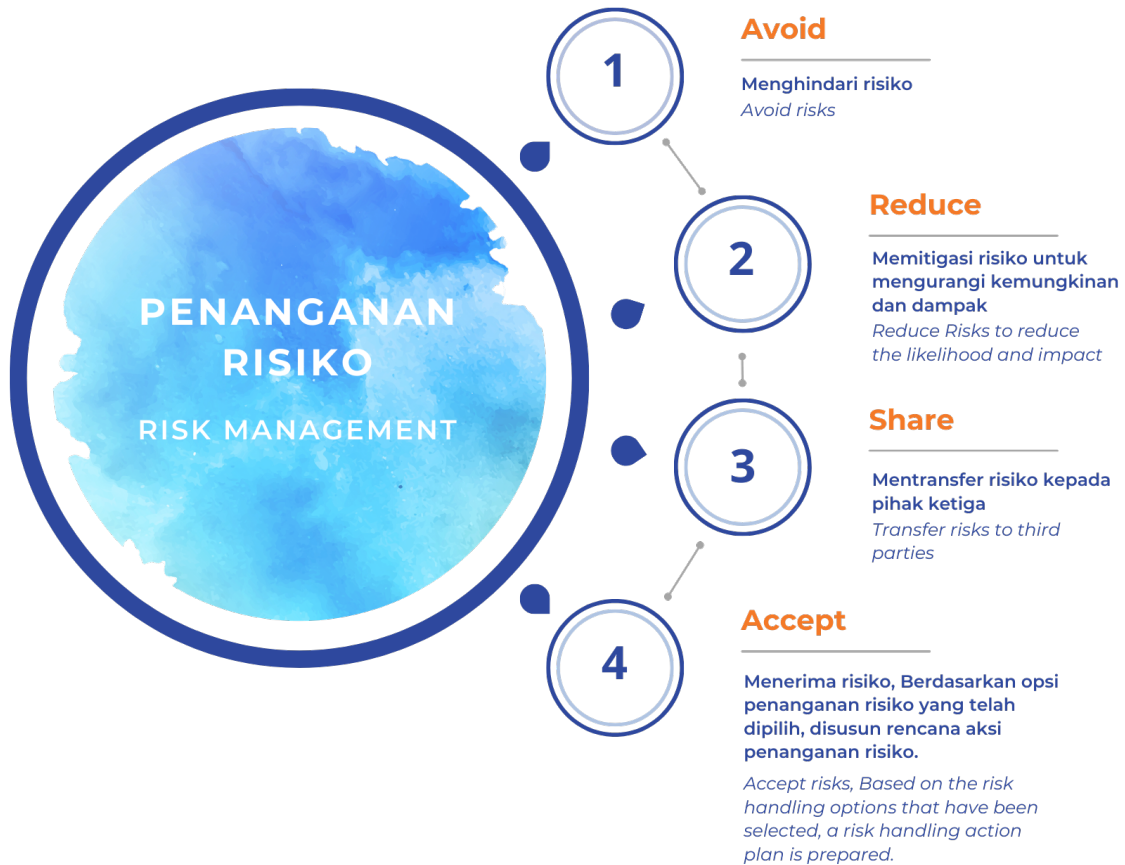 PENANGANAN
RISIKO
RISK MANAGEMENT
1
Avoid
Menghindari risiko
Avoid risks
2
Reduce
Memitigasi risiko untuk
mengurangi kemungkinan
dan dampak
Reduce Risks to reduce
the likelihood and impact
3
Share
Mentransfer risiko kepada
pihak ketiga
Transfer risks to third
parties
4
Accept
Menerima risiko, Berdasarkan opsi
penanganan risiko yang telah
dipilih, disusun rencana aksi
penanganan risiko.
Accept risks, Based on the risk
handling options that have been
selected, a risk handling action
plan is prepared.